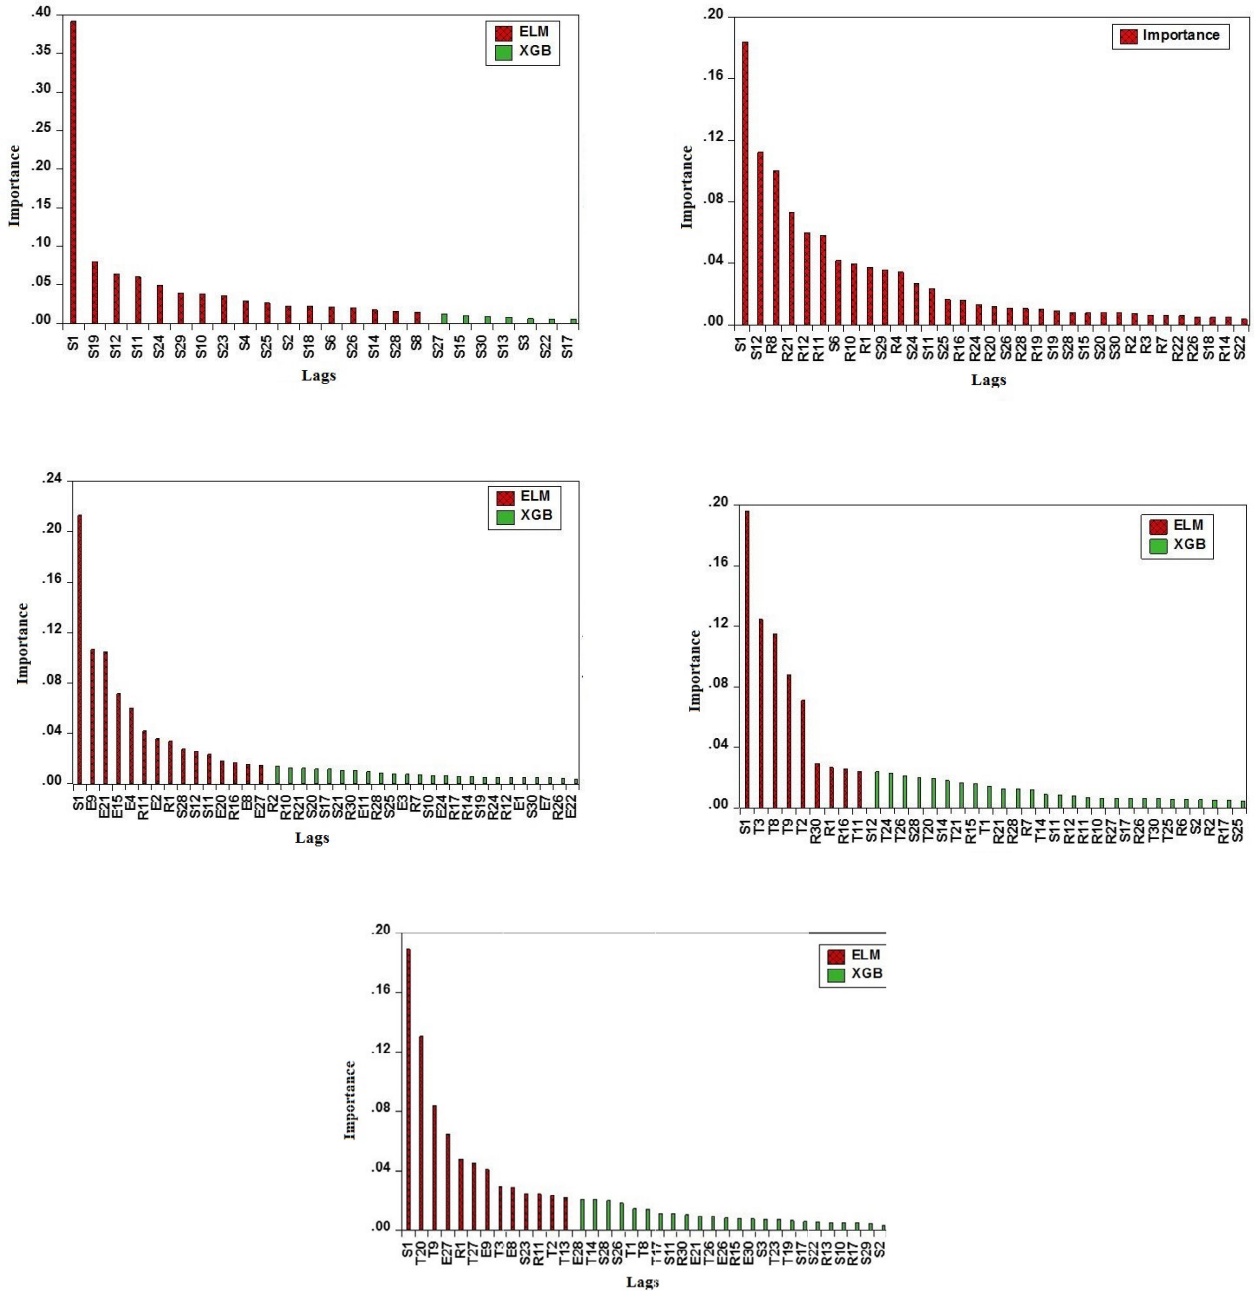 .40
.35
.30
.25
.40
.15
.10
.05
.00
Importance
ELM
XGB
S1 S19 S12 S11 S24 S29 S10 S23 S4 S25 S2 S18 S6 S26 S14 S28 S8 S27 S15 S30 S13 S3 S22 S17
Lags
.20
.16
.12
.08
.04
.00
Importance
Importance
S1 S12 R8 R21 R12 R11 S6 R10 R1 S29 R4 S24 S11 S25 R16 R24 R20 S26 R28 R19 S19 S28 S15 S20 S30 R2 R3 R7 R22 R26 S18 R14 S22
Lags
.24
.20
.16
.12
.08
.04
.00
Importance
ELM
XGB
S1 E9 E21 E15 E4 R11 E2 R1 S28 S12 S11 E20 R16 E8 E27 R2 R10 R21 S20 S17 S21 R30 E11 R28 S25 E3 R7 S10 E24 R17 R14 S19 R24 R12 E1 S30 E7 R26 E22
Lags
.20
.16
.12
.08
.04
.00
Importance
ELM
XGB
S1 T3 T8 T9 T2 R30 R1 R16 T11 S12 T24 T26 S28 T20 S14 T21 R15 T1 R21 R28 R7 T14 S11 R12 R11 R10 R27 S17 R26 T30 T25 R6 S2 R2 R17 S25
Lags
.20
.16
.12
.08
.04
.00
Importance
ELM
XGB
S1 T20 T9 E27 R1 T27 E9 T3 E8 S23 R11 T2 T13 E28 T14 S28 S26 T1 T8 T17 S11 R30 E21 T26 E26 R15 E30 S3 T23 T19 S17 S22 R13 S10 R17 S29 S2
Lags